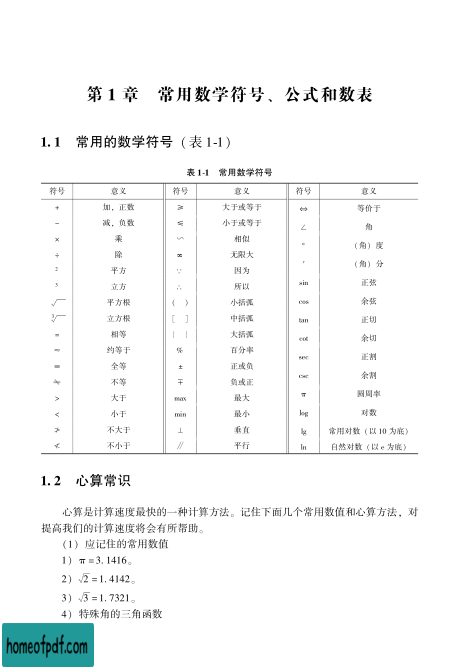 第 1 章 常用数学符号、公式和数表
1.1 常用的数学符号（表 1-1）
表 1-1 常用数学符号
符号 意义 符号 意义 符号 意义
+ 加，正数 ≥ 大于或等于 ⇔ 等价于
- 减，负数 ≤ 小于或等于 ∠ 角
× 乘 ∽ 相似 ″ （角）度
÷ 除 ∞ 无限大 ′ （角）分
2 平方 ∵ 因为 sin 正弦
3 立方 ∴ 所以 cos 余弦
√ 平方根 （ ） 小括弧 tan 正切
∛ 立方根 ［ ］ 中括弧 cot 余切
= 相等 ｛ ｝ 大括弧 sec 正割
≈ 约等于 % 百分率 csc 余割
≡ 全等 ± 正或负 π 圆周率
≠ 不等 ∓ 负或正 log 对数
> 大于 max 最大 lg 常用对数（以 10 为底）
< 小于 min 最小 ln 自然对数（以 e 为底）
≯ 不大于 ⊥ 垂直
≮ 不小于 ∥ 平行
1.2 心算常识
心算是计算速度最快的一种计算方法。记住下面几个常用数值和心算方法，对
提高我们的计算速度将会有所帮助。
（1）应记住的常用数值
1）π=3.1416。
2）√2=1.4142。
3）√3=1.7321。
4）特殊角的三角函数
homeofpdf.com